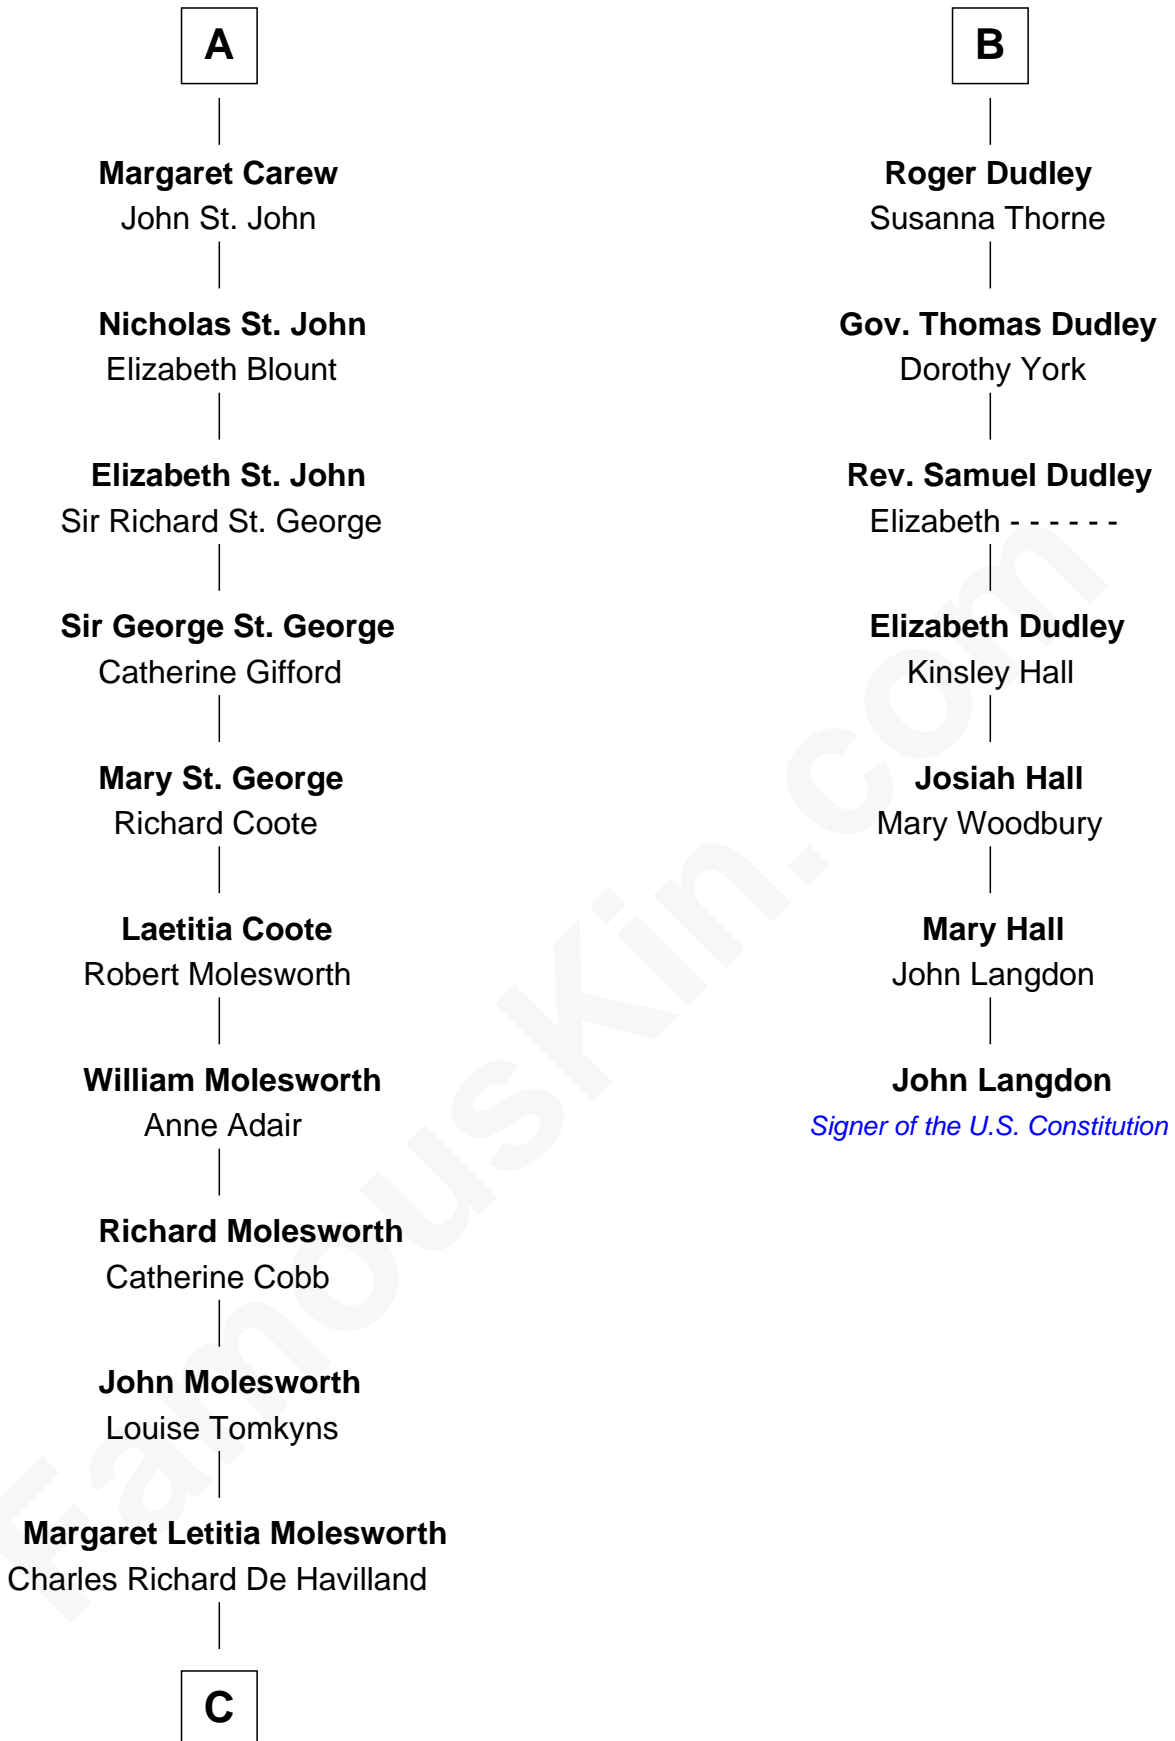 A
Margaret Carew
John St. John
Nicholas St. John
Elizabeth Blount
Elizabeth St. John
Sir Richard St. George
Sir George St. George
Catherine Gifford
Mary St. George
Richard Coote
Laetitia Coote
Robert Molesworth
William Molesworth
Anne Adair
Richard Molesworth
Catherine Cobb
John Molesworth
Louise Tomkyns
Margaret Letitia Molesworth
Charles Richard De Havilland
C
B
Roger Dudley
Susanna Thorne
Gov. Thomas Dudley
Dorothy York
Rev. Samuel Dudley
Elizabeth - - - - - -
Elizabeth Dudley
Kinsley Hall
Josiah Hall
Mary Woodbury
Mary Hall
John Langdon
John Langdon
Signer of the U.S. Constitution
FamousKin.com